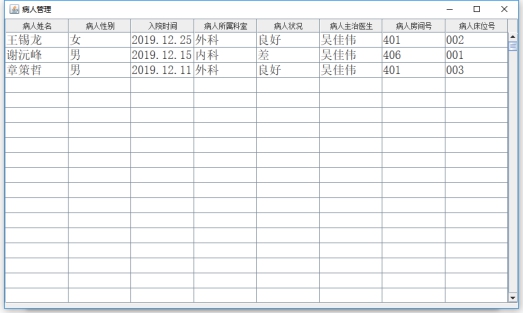 病人管理
病人姓名 病人性别 入院时间 病人所属科室 病人状况 病人主治医生 病人房间号 病人床位号
王锡龙 女 2019.12.25 外科 良好 吴佳伟 401 002
谢沅峰 男 2019.12.15 内科 差 吴佳伟 406 001
章策哲 男 2019.12.11 外科 良好 吴佳伟 401 003